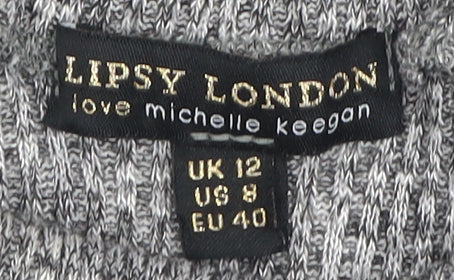 LIPSY LONDON
love michelle keegan
UK 12
US 8
EU 40